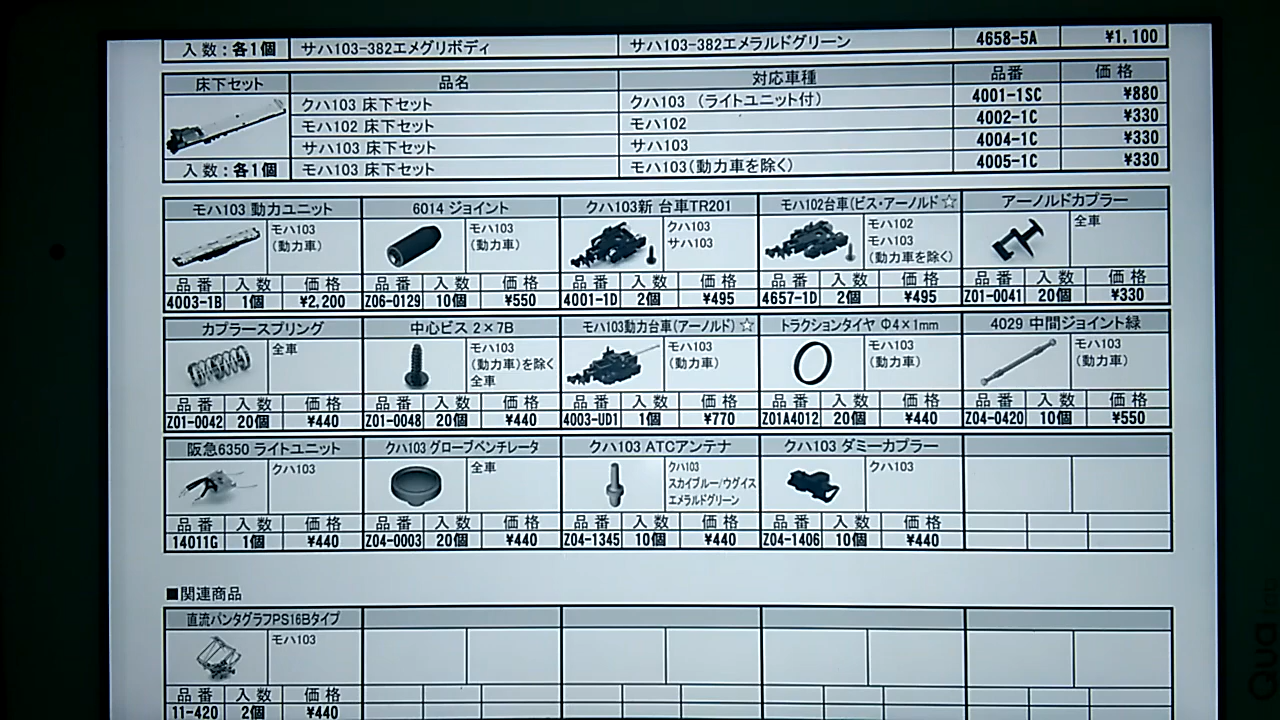 入数:各1個 サハ103-382エメグリボディ サハ103-382エメラルドグリーン 4658-5A ¥1,100
床下セット 品名 対応車種 品番 価格
クハ103 床下セット クハ103 (ライトユニット付) 4001-1SC ¥880
モハ102 床下セット モハ102 4002-1C ¥330
サハ103 床下セット サハ103 4004-1C ¥330
入数:各1個 モハ103 床下セット モハ103(動力車を除く) 4005-1C ¥330
モハ103 動力ユニット 6014 ジョイント クハ103新 台車TR201 モハ102台車(ビス・アーノルド☆ アーノルドカプラー
モハ103 モハ103 クハ103 モハ102 全車
(動力車) (動力車) サハ103 モハ103
(動力車を除く)
品番 入数 価格 品番 入数 価格 品番 入数 価格 品番 入数 価格 品番 入数 価格
4003-1B 1個 ¥2,200 Z06-0129 10個 ¥550 4001-1D 2個 ¥495 4657-1D 2個 ¥495 Z01-0041 20個 ¥330
カプラースプリング 中心ビス 2×7B モハ103動力台車(アーノルド)☆ トラクションタイヤ Φ4×1mm 4029 中間ジョイント緑
全車 モハ103 モハ103 モハ103 モハ103
(動力車)を除く (動力車) (動力車) (動力車)
全車
品番 入数 価格 品番 入数 価格 品番 入数 価格 品番 入数 価格 品番 入数 価格
Z01-0042 20個 ¥440 Z01-0048 20個 ¥440 4003-UD1 1個 ¥770 Z01A4012 20個 ¥440 Z04-0420 10個 ¥550
阪急6350 ライトユニット クハ103 グローブベンチレータ クハ103 ATCアンテナ クハ103 ダミーカプラー
クハ103 全車 クハ103 クハ103
スカイブルー/ウグイス
エメラルドグリーン
品番 入数 価格 品番 入数 価格 品番 入数 価格 品番 入数 価格
14011G 1個 ¥440 Z04-0003 20個 ¥440 Z04-1345 10個 ¥440 Z04-1406 10個 ¥440
■関連商品
直流パンタグラフPS16Bタイプ
モハ103
品番 入数 価格
11-420 2個 ¥440
Qua